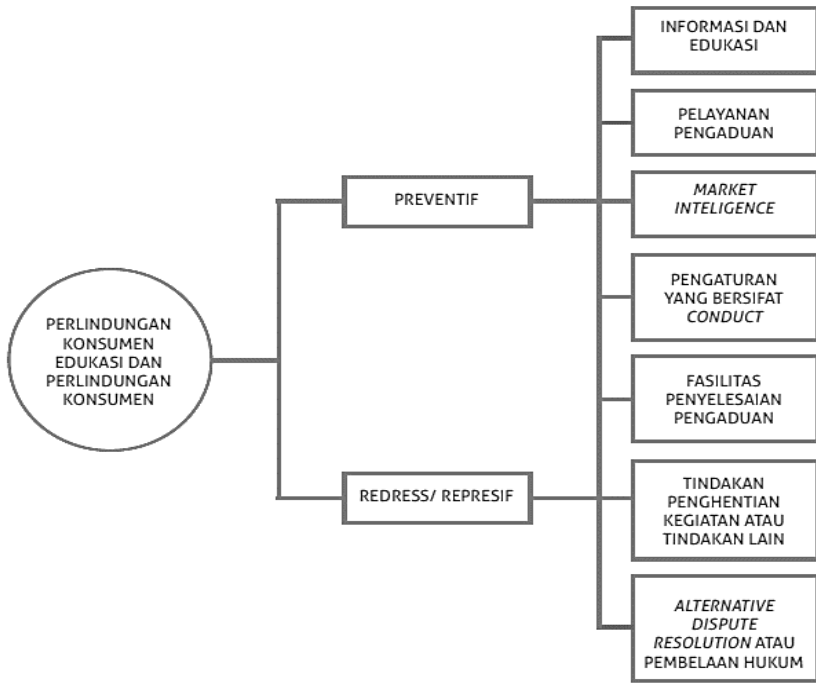 PERLINDUNGAN
KONSUMEN
EDUKASI DAN
PERLINDUNGAN
KONSUMEN
PREVENTIF
REDRESS/ REPRESIF
INFORMASI DAN
EDUKASI
PELAYANAN
PENGADUAN
MARKET
INTELIGENCE
PENGATURAN
YANG BERSIFAT
CONDUCT
FASILITAS
PENYELESAIAN
PENGADUAN
TINDAKAN
PENGHENTIAN
KEGIATAN ATAU
TINDAKAN LAIN
ALTERNATIVE
DISPUTE
RESOLUTION ATAU
PEMBELAAN HUKUM